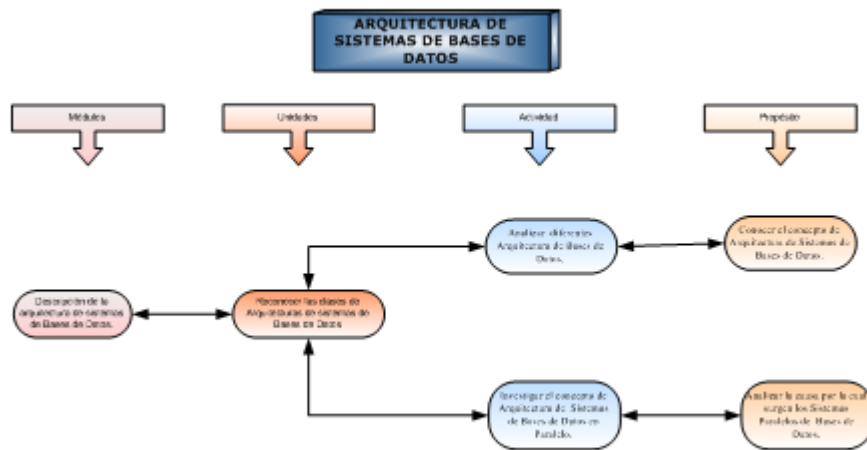 ARQUITECTURA DE
SISTEMAS DE BASES DE
DATOS
Módulos
Unidades
Actividad
Propósito
Analizar diferentes
Arquitectura de Bases de
Datos.
Conocer el concepto de
Arquitectura de Sistemas de
Bases de Datos.
Descripción de la
arquitectura de sistemas
de Bases de Datos.
Reconocer las clases de
Arquitecturas de sistemas de
Bases de Datos
Investigar el concepto de
Arquitectura de Sistemas
de Bases de Datos en
Paralelo.
Analizar la causa por la cual
surgen los Sistemas
Paralelos de Bases de
Datos.